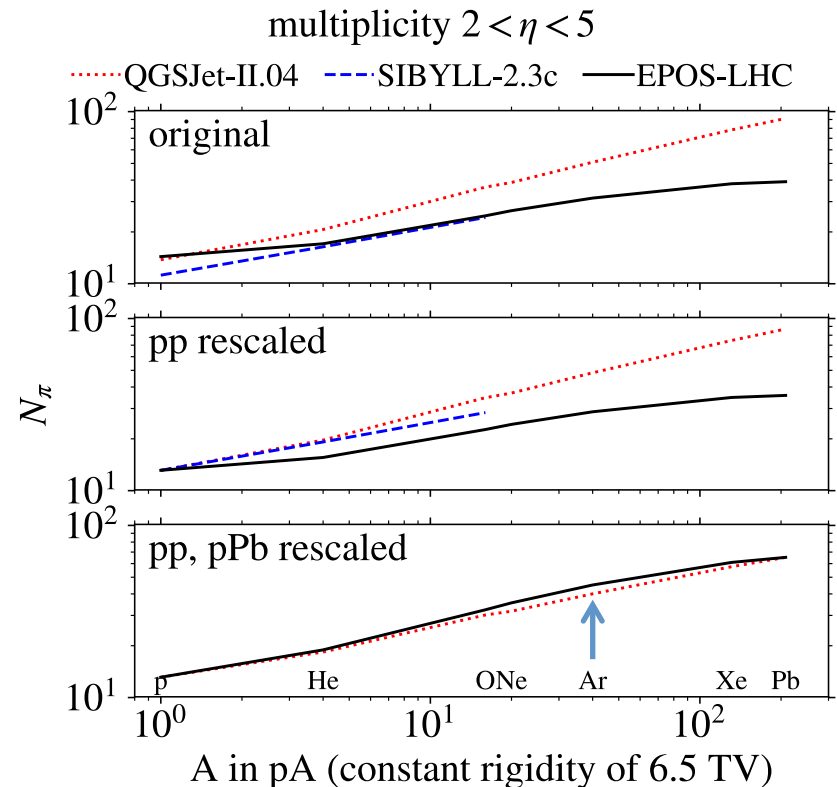 multiplicity 2 < η < 5
QGSJet-II.04 SIBYLL-2.3c EPOS-LHC
10²
original
10¹
10²
pp rescaled
N_π
10¹
10²
pp, pPb rescaled
p He ONe Ar Xe Pb
10¹
10⁰ 10¹ 10²
A in pA (constant rigidity of 6.5 TV)